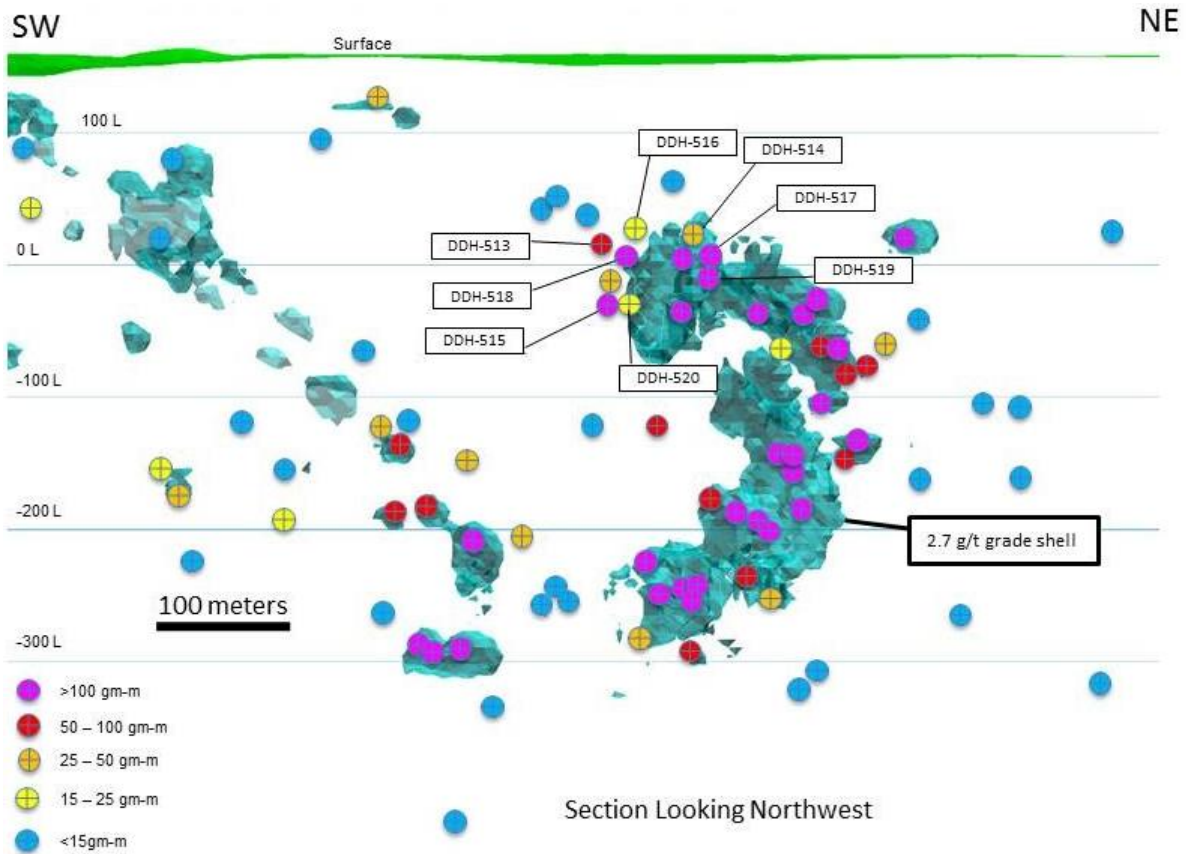 SW
NE
Surface
100 L
DDH-516
DDH-514
DDH-517
DDH-513
0 L
DDH-519
DDH-518
DDH-515
DDH-520
-100 L
-200 L
2.7 g/t grade shell
100 meters
-300 L
>100 gm-m
50 – 100 gm-m
25 – 50 gm-m
15 – 25 gm-m
<15gm-m
Section Looking Northwest